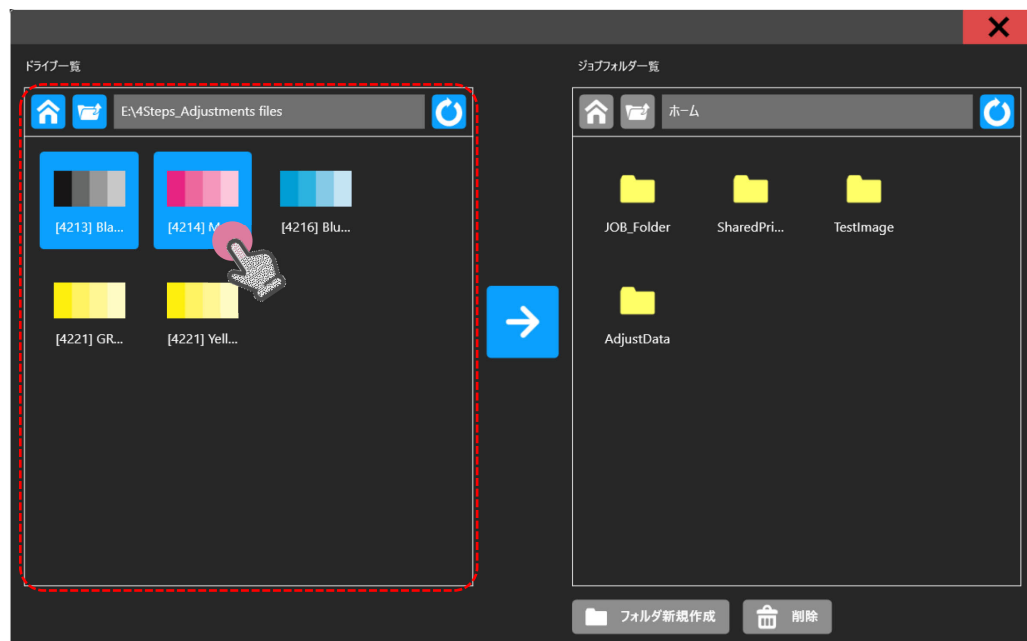 ドライブ一覧
E:\4Steps_Adjustments files
[4213] Bla...
[4214] M
[4216] Blu...
[4221] GR...
[4221] Yell...
ジョブフォルダ一覧
ホーム
JOB_Folder
SharedPri...
TestImage
AdjustData
フォルダ新規作成
削除